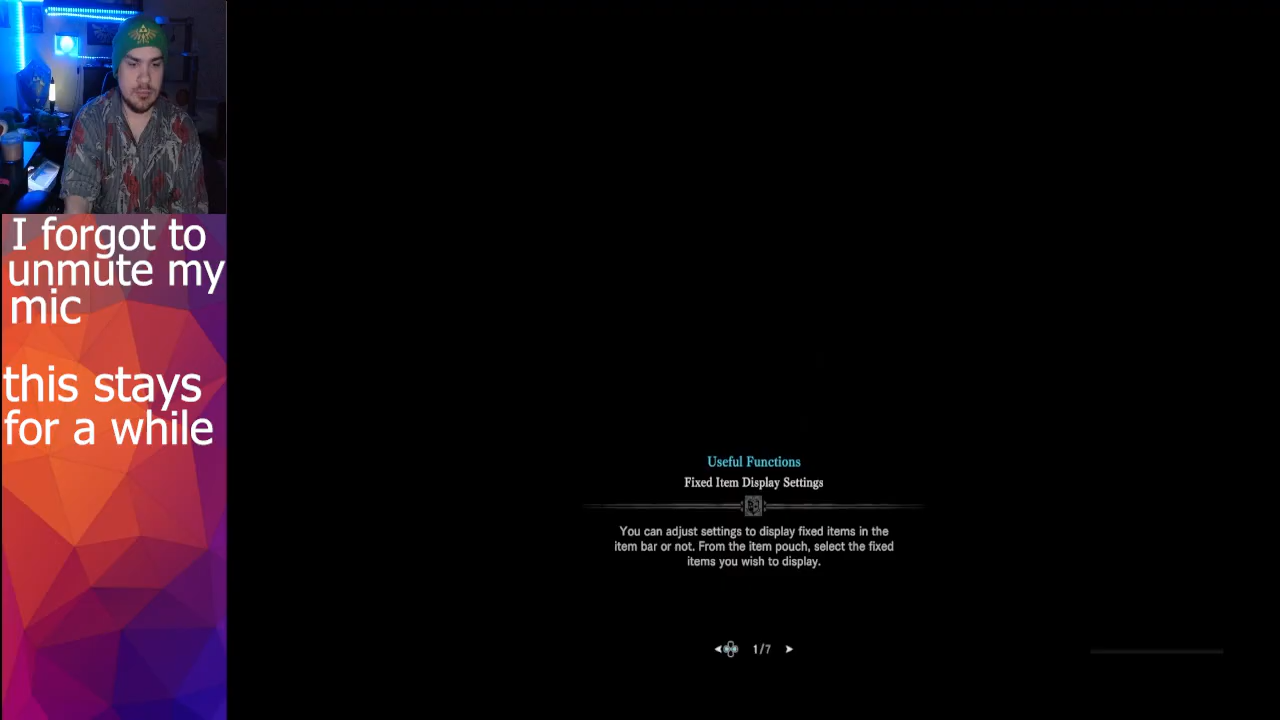 I forgot to
unmute my
mic
this stays
for a while
Useful Functions
Fixed Item Display Settings
You can adjust settings to display fixed items in the
item bar or not. From the item pouch, select the fixed
items you wish to display.
1/7